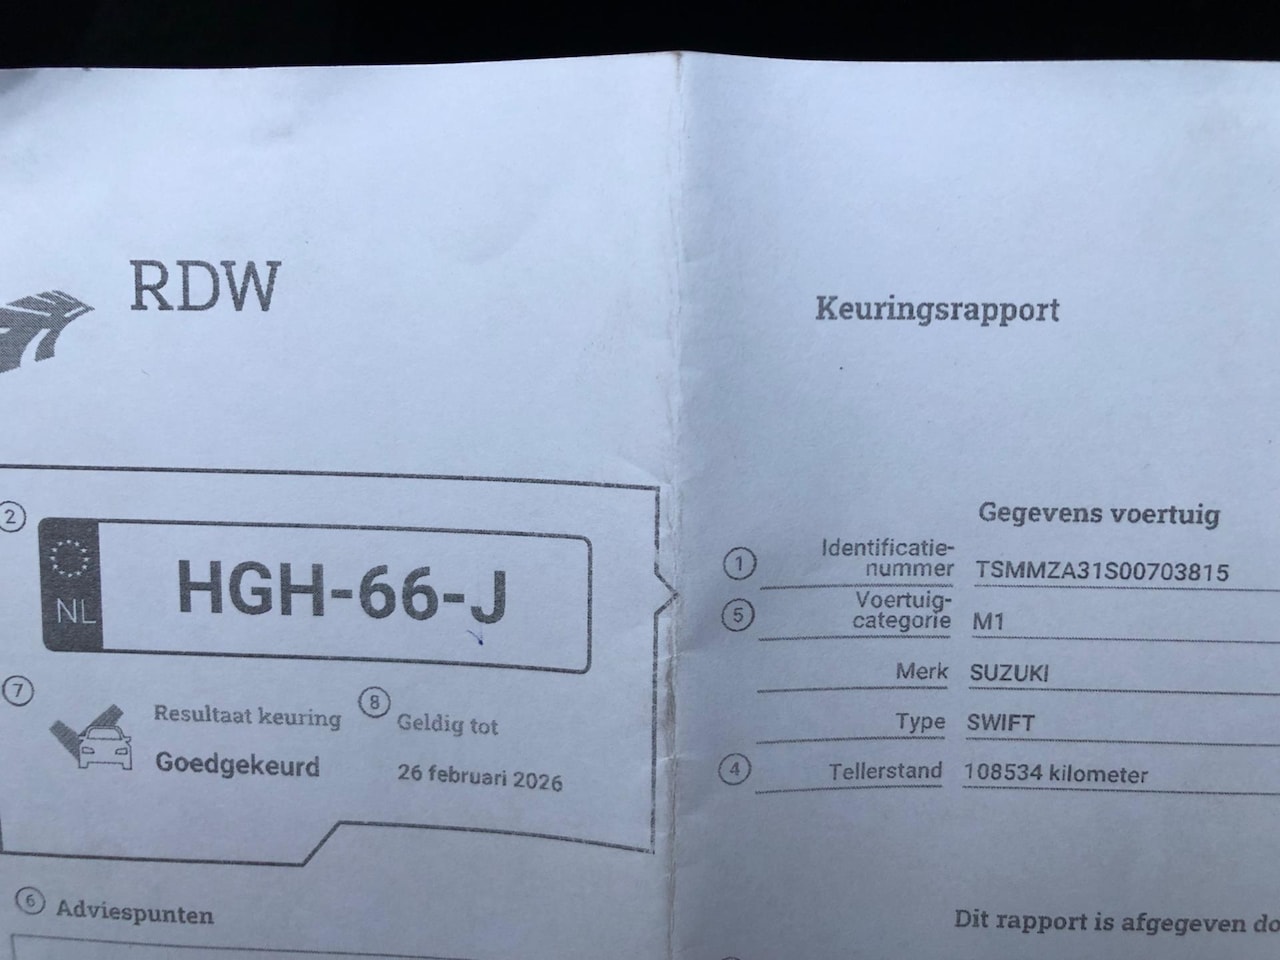 RDW
Keuringsrapport
2
NL
HGH-66-J
7
Resultaat keuring
Goedgekeurd
8
Geldig tot
26 februari 2026
6 Adviespunten
Gegevens voertuig
1
Identificatie-
nummer TSMMZA31S00703815
5
Voertuig-
categorie M1
Merk SUZUKI
Type SWIFT
4 Tellerstand 108534 kilometer
Dit rapport is afgegeven do